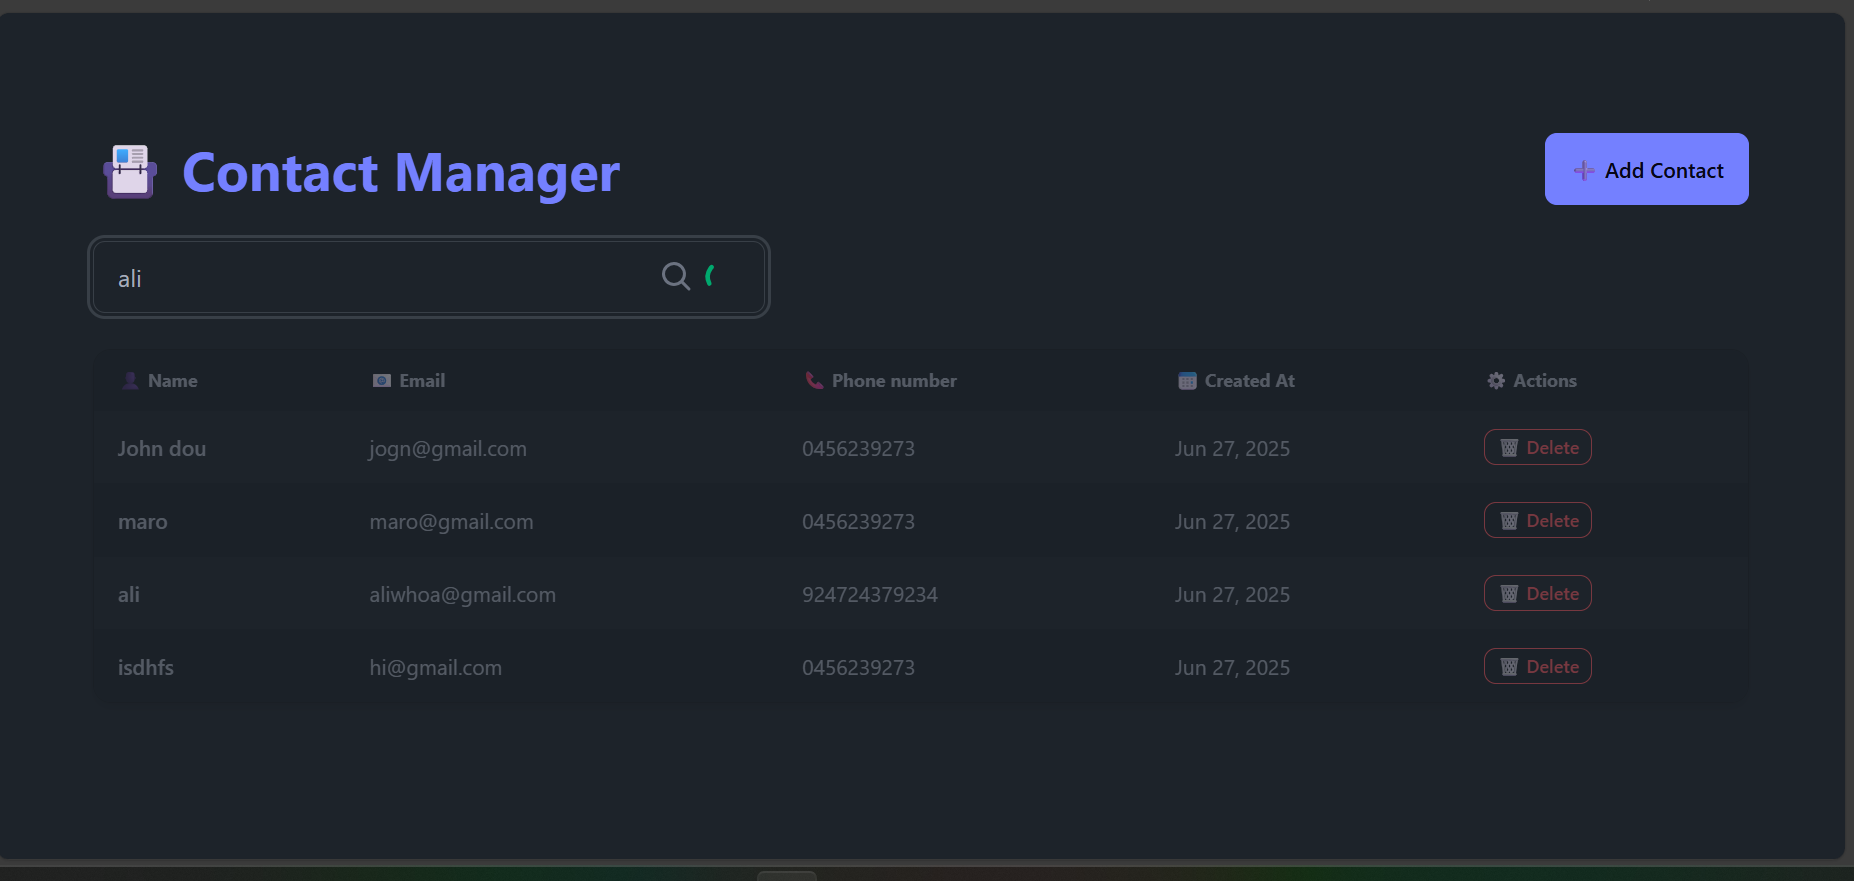 Contact Manager
Add Contact
ali
Name Email Phone number Created At Actions
John dou jogn@gmail.com 0456239273 Jun 27, 2025 Delete
maro maro@gmail.com 0456239273 Jun 27, 2025 Delete
ali aliwhoa@gmail.com 924724379234 Jun 27, 2025 Delete
isdhfs hi@gmail.com 0456239273 Jun 27, 2025 Delete